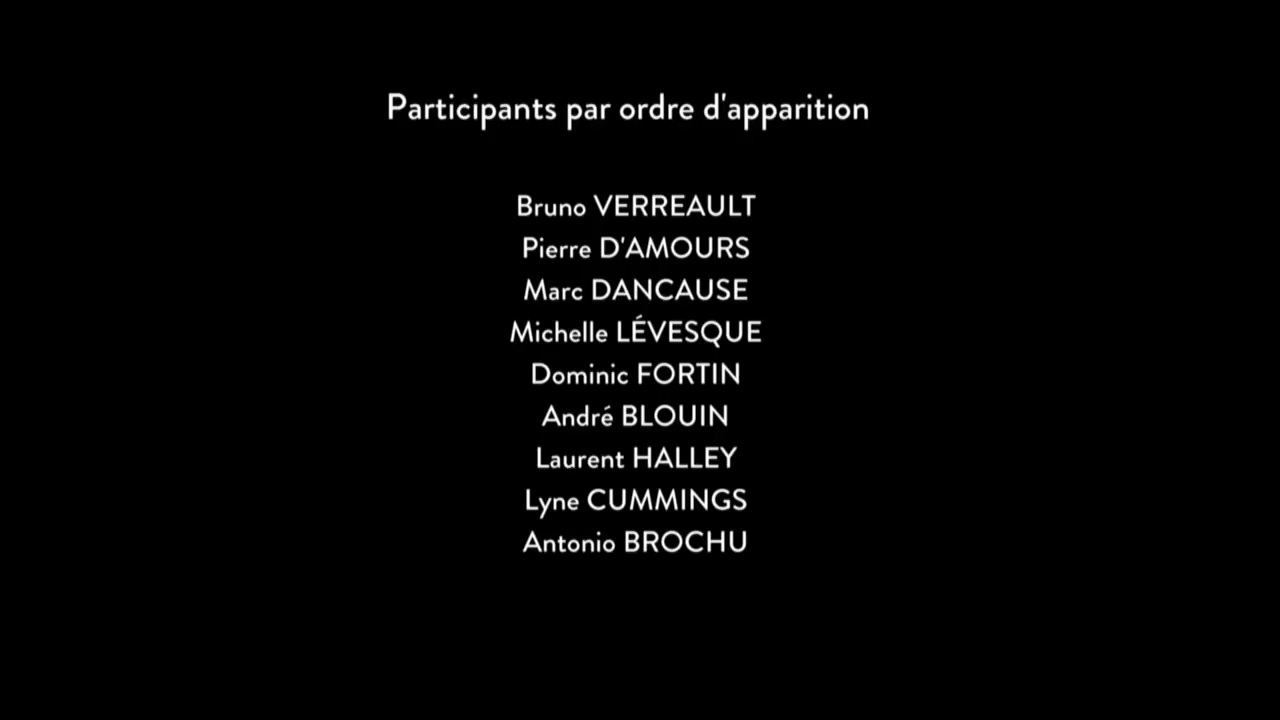 Participants par ordre d'apparition
Bruno VERREAULT
Pierre D'AMOURS
Marc DANCAUSE
Michelle LÉVESQUE
Dominic FORTIN
André BLOUIN
Laurent HALLEY
Lyne CUMMINGS
Antonio BROCHU